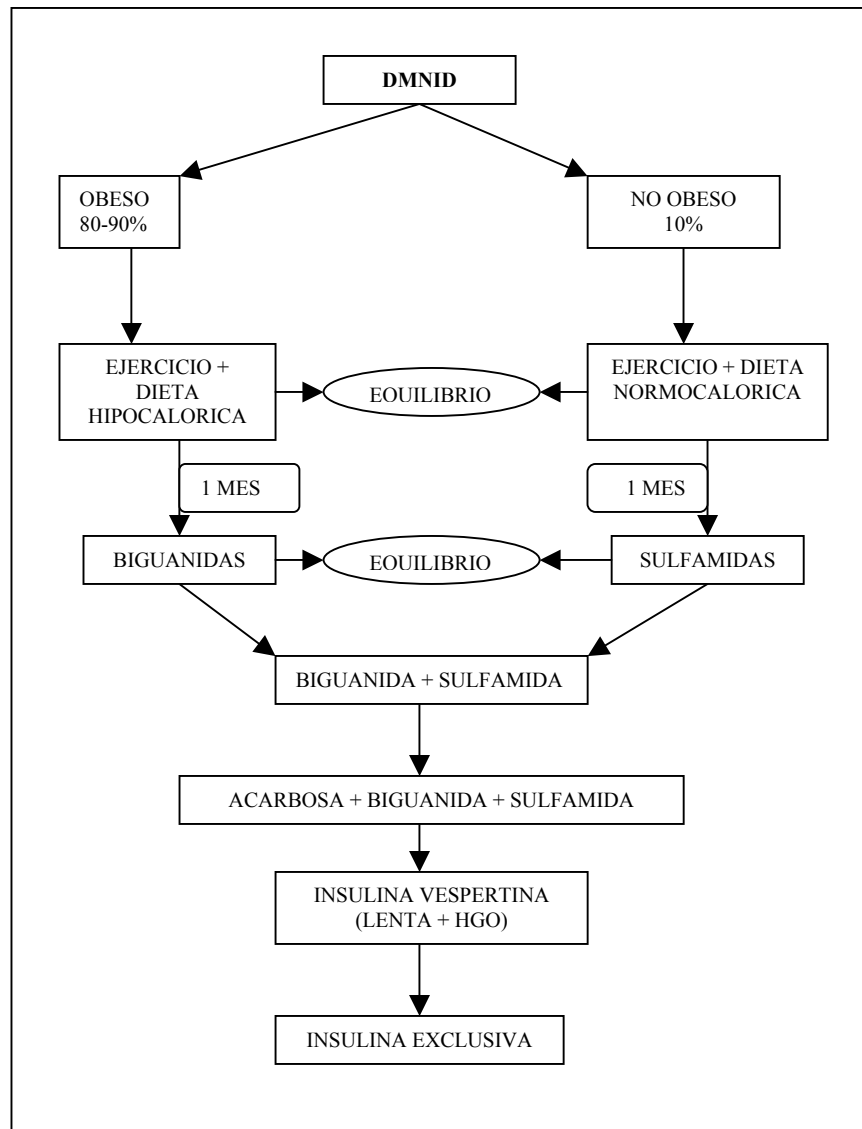 DMNID
OBESO
80-90%
NO OBESO
10%
EJERCICIO +
DIETA
HIPOCALORICA
EOUILIBRIO
EJERCICIO + DIETA
NORMOCALORICA
1 MES
1 MES
BIGUANIDAS
EOUILIBRIO
SULFAMIDAS
BIGUANIDA + SULFAMIDA
ACARBOSA + BIGUANIDA + SULFAMIDA
INSULINA VESPERTINA
(LENTA + HGO)
INSULINA EXCLUSIVA